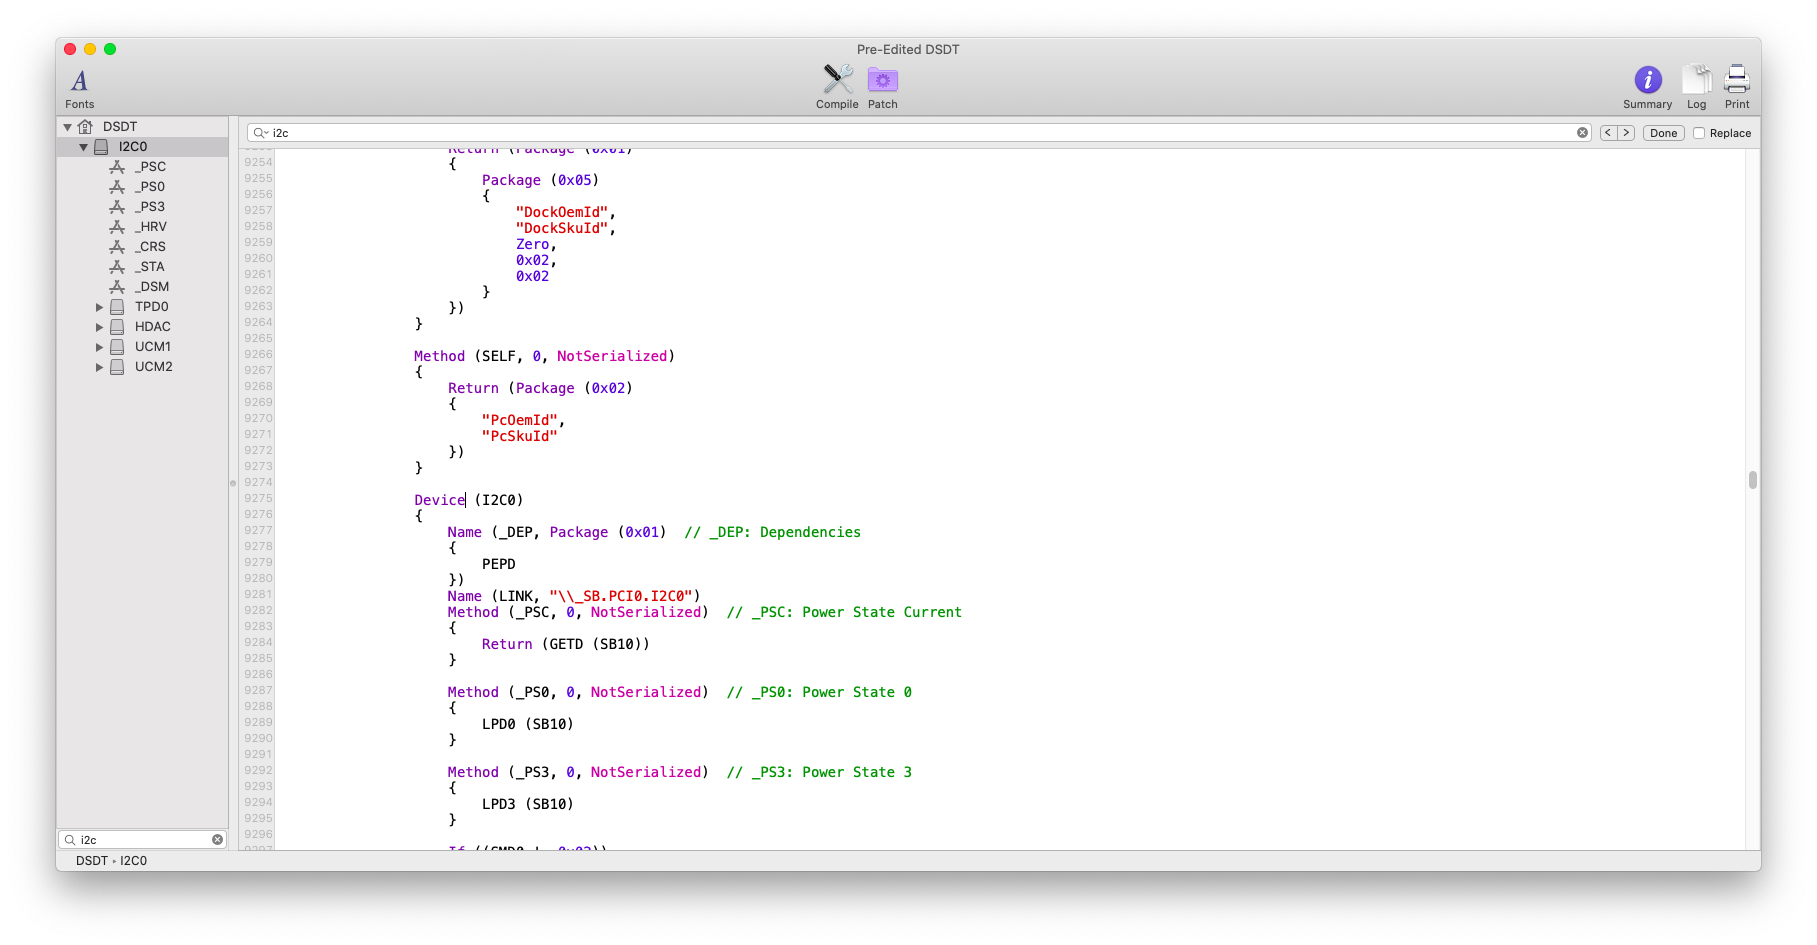 Pre-Edited DSDT
Fonts
Compile
Patch
Summary
Log
Print
DSDT
I2C0
_PSC
_PS0
_PS3
_HRV
_CRS
_STA
_DSM
TPD0
HDAC
UCM1
UCM2
i2c
DSDT › I2C0
i2c
< > Done Replace
Return (Package (0x01)
9254 {
9255 Package (0x05)
9256 {
9257 "DockOemId",
9258 "DockSkuId",
9259 Zero,
9260 0x02,
9261 0x02
9262 }
9263 })
9264 }
9265
9266 Method (SELF, 0, NotSerialized)
9267 {
9268 Return (Package (0x02)
9269 {
9270 "PcOemId",
9271 "PcSkuId"
9272 })
9273 }
9274
9275 Device (I2C0)
9276 {
9277 Name (_DEP, Package (0x01)  // _DEP: Dependencies
9278 {
9279 PEPD
9280 })
9281 Name (LINK, "\\_SB.PCI0.I2C0")
9282 Method (_PSC, 0, NotSerialized)  // _PSC: Power State Current
9283 {
9284 Return (GETD (SB10))
9285 }
9286
9287 Method (_PS0, 0, NotSerialized)  // _PS0: Power State 0
9288 {
9289 LPD0 (SB10)
9290 }
9291
9292 Method (_PS3, 0, NotSerialized)  // _PS3: Power State 3
9293 {
9294 LPD3 (SB10)
9295 }
9296
9297 If